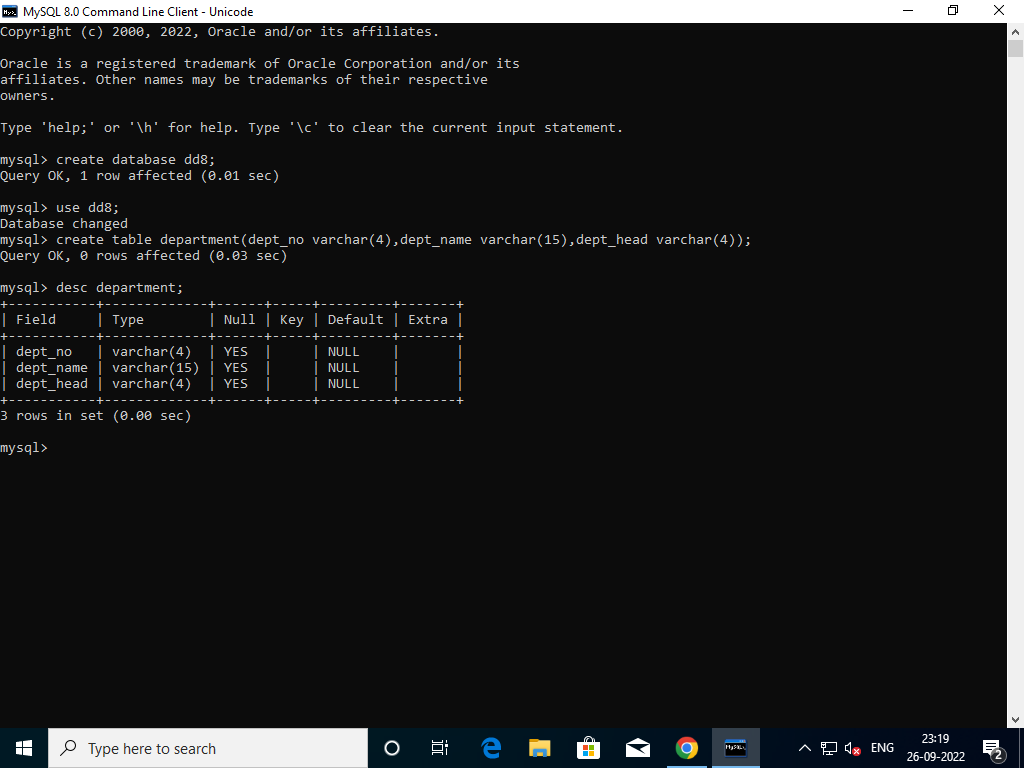 MySQL 8.0 Command Line Client - Unicode
Copyright (c) 2000, 2022, Oracle and/or its affiliates.
Oracle is a registered trademark of Oracle Corporation and/or its
affiliates. Other names may be trademarks of their respective
owners.
Type 'help;' or '\h' for help. Type '\c' to clear the current input statement.
mysql> create database dd8;
Query OK, 1 row affected (0.01 sec)
mysql> use dd8;
Database changed
mysql> create table department(dept_no varchar(4),dept_name varchar(15),dept_head varchar(4));
Query OK, 0 rows affected (0.03 sec)
mysql> desc department;
+-----------+-------------+------+-----+---------+-------+
| Field     | Type        | Null | Key | Default | Extra |
+-----------+-------------+------+-----+---------+-------+
| dept_no   | varchar(4)  | YES  |     | NULL    |       |
| dept_name | varchar(15) | YES  |     | NULL    |       |
| dept_head | varchar(4)  | YES  |     | NULL    |       |
+-----------+-------------+------+-----+---------+-------+
3 rows in set (0.00 sec)
mysql>
Type here to search
ENG
23:19
26-09-2022
2